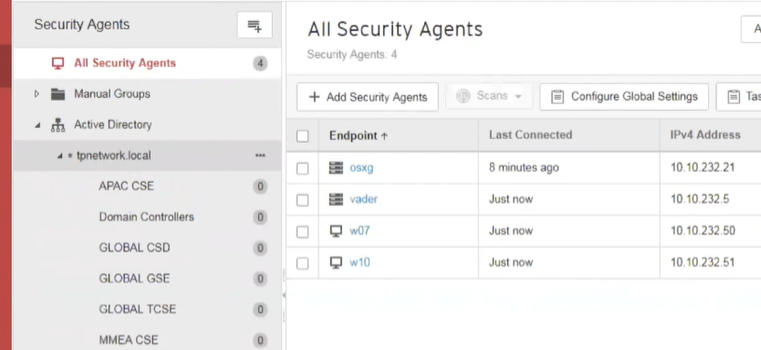 Security Agents
All Security Agents 4
Manual Groups
Active Directory
tpnetwork.local
APAC CSE 0
Domain Controllers 0
GLOBAL CSD 0
GLOBAL GSE 0
GLOBAL TCSE 0
MMEA CSE 0
All Security Agents
Security Agents: 4
+ Add Security Agents Scans Configure Global Settings
Endpoint ↑ Last Connected IPv4 Address
osxg 8 minutes ago 10.10.232.21
vader Just now 10.10.232.5
w07 Just now 10.10.232.50
w10 Just now 10.10.232.51